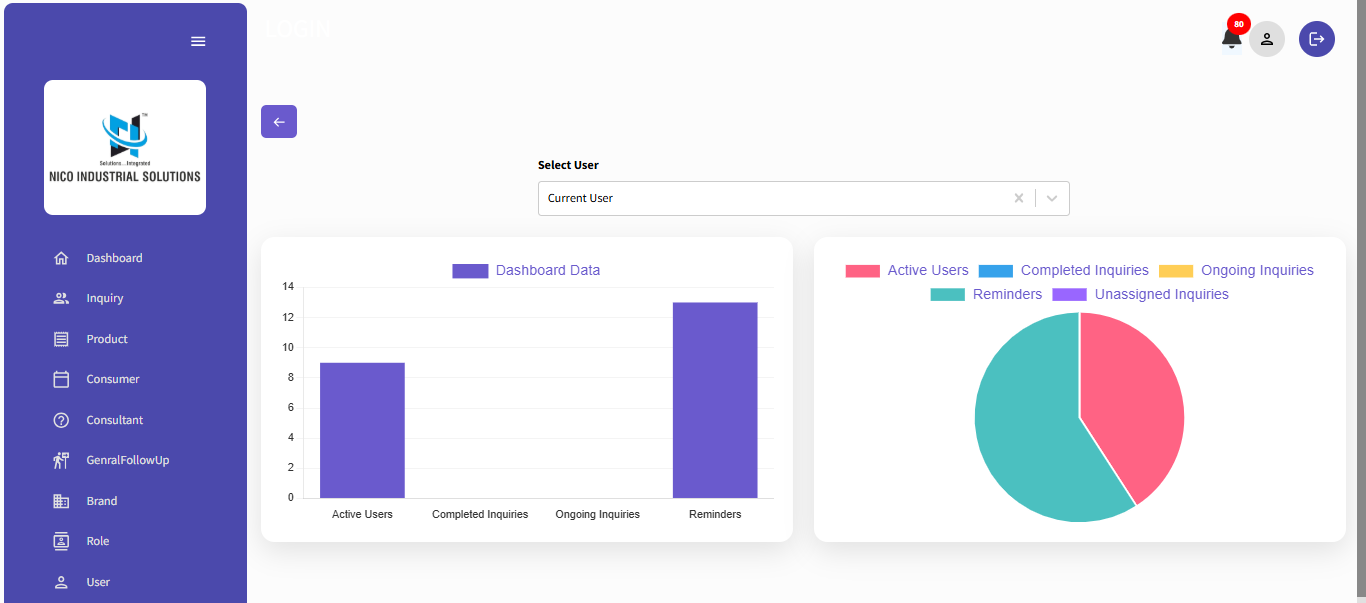 LOGIN
80
TM
Solutions...Integrated
NICO INDUSTRIAL SOLUTIONS
Dashboard
Inquiry
Product
Consumer
Consultant
GenralFollowUp
Brand
Role
User
Select User
Current User
Dashboard Data
14
12
10
8
6
4
2
0
Active Users Completed Inquiries Ongoing Inquiries Reminders
Active Users Completed Inquiries Ongoing Inquiries
Reminders Unassigned Inquiries